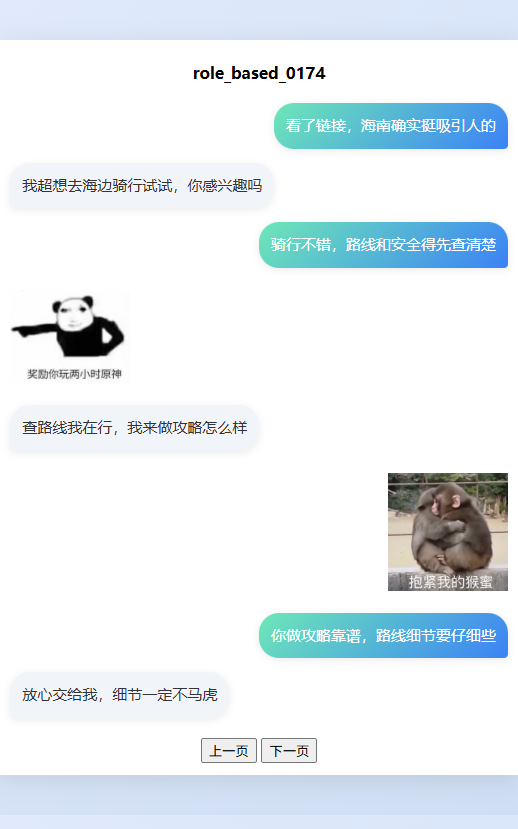 role_based_0174
看了链接，海南确实挺吸引人的
我超想去海边骑行试试，你感兴趣吗
骑行不错，路线和安全得先查清楚
奖励你玩两小时原神
查路线我在行，我来做攻略怎么样
抱紧我的猴蜜
你做攻略靠谱，路线细节要仔细些
放心交给我，细节一定不马虎
上一页 下一页